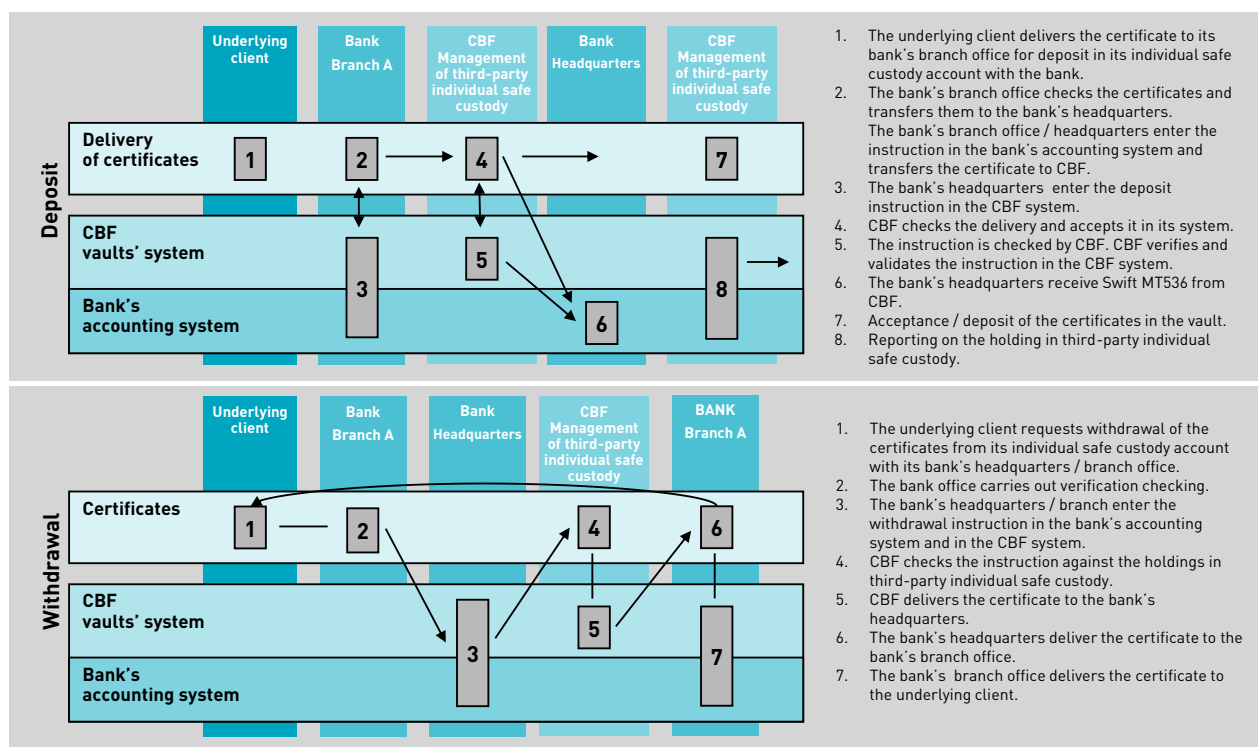 Deposit
Underlying
client
Bank
Branch A
CBF
Management
of third-party
individual safe
custody
Bank
Headquarters
CBF
Management
of third-party
individual safe
custody
Delivery
of certificates
1
2
4
7
CBF
vaults’ system
3
5
8
Bank’s
accounting system
6
1. The underlying client delivers the certificate to its
bank’s branch office for deposit in its individual safe
custody account with the bank.
2. The bank’s branch office checks the certificates and
transfers them to the bank’s headquarters.
The bank’s branch office / headquarters enter the
instruction in the bank’s accounting system and
transfers the certificate to CBF.
3. The bank’s headquarters enter the deposit
instruction in the CBF system.
4. CBF checks the delivery and accepts it in its system.
5. The instruction is checked by CBF. CBF verifies and
validates the instruction in the CBF system.
6. The bank’s headquarters receive Swift MT536 from
CBF.
7. Acceptance / deposit of the certificates in the vault.
8. Reporting on the holding in third-party individual
safe custody.
Withdrawal
Underlying
client
Bank
Branch A
Bank
Headquarters
CBF
Management
of third-party
individual safe
custody
BANK
Branch A
Certificates
1
2
4
6
CBF
vaults’ system
3
5
7
Bank’s
accounting system
1. The underlying client requests withdrawal of the
certificates from its individual safe custody account
with its bank’s headquarters / branch office.
2. The bank office carries out verification checking.
3. The bank’s headquarters / branch enter the
withdrawal instruction in the bank’s accounting
system and in the CBF system.
4. CBF checks the instruction against the holdings in
third-party individual safe custody.
5. CBF delivers the certificate to the bank’s
headquarters.
6. The bank’s headquarters deliver the certificate to the
bank’s branch office.
7. The bank’s branch office delivers the certificate to
the underlying client.